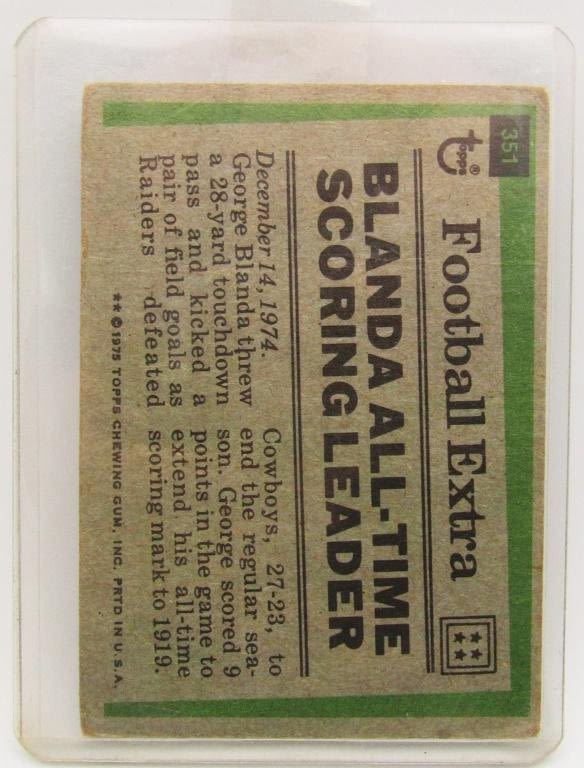 351
TOPPS®
Football Extra
BLANDA ALL-TIME
SCORING LEADER
December 14, 1974.
George Blanda threw
a 28-yard touchdown
pass and kicked a
pair of field goals as
Raiders defeated
Cowboys, 27-23, to
end the regular sea-
son. George scored 9
points in the game to
extend his all-time
scoring mark to 1919.
** © 1975 TOPPS CHEWING GUM, INC. PRTD IN U.S.A.